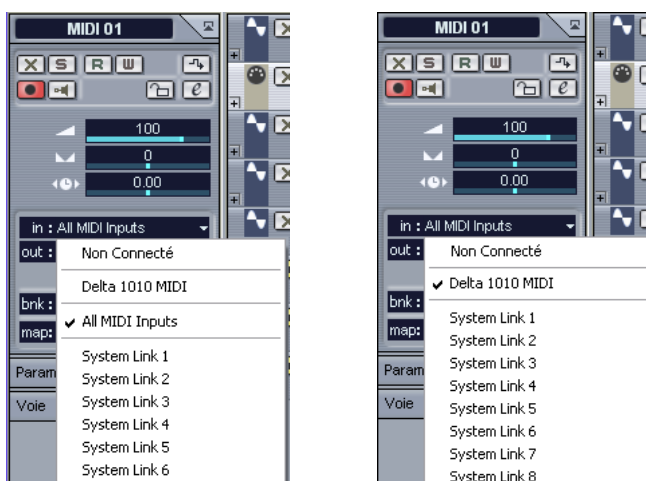 MIDI 01
X S R W
e
100
0
0.00
in : All MIDI Inputs
out :
Non Connecté
Delta 1010 MIDI
bnk :
All MIDI Inputs
map:
System Link 1
Param
System Link 2
System Link 3
Voie
System Link 4
System Link 5
System Link 6
MIDI 01
X S R W
e
100
0
0.00
in : All MIDI Inputs
out :
Non Connecté
Delta 1010 MIDI
bnk :
System Link 1
map:
System Link 2
System Link 3
Param
System Link 4
Voie
System Link 5
System Link 6
System Link 7
System Link 8